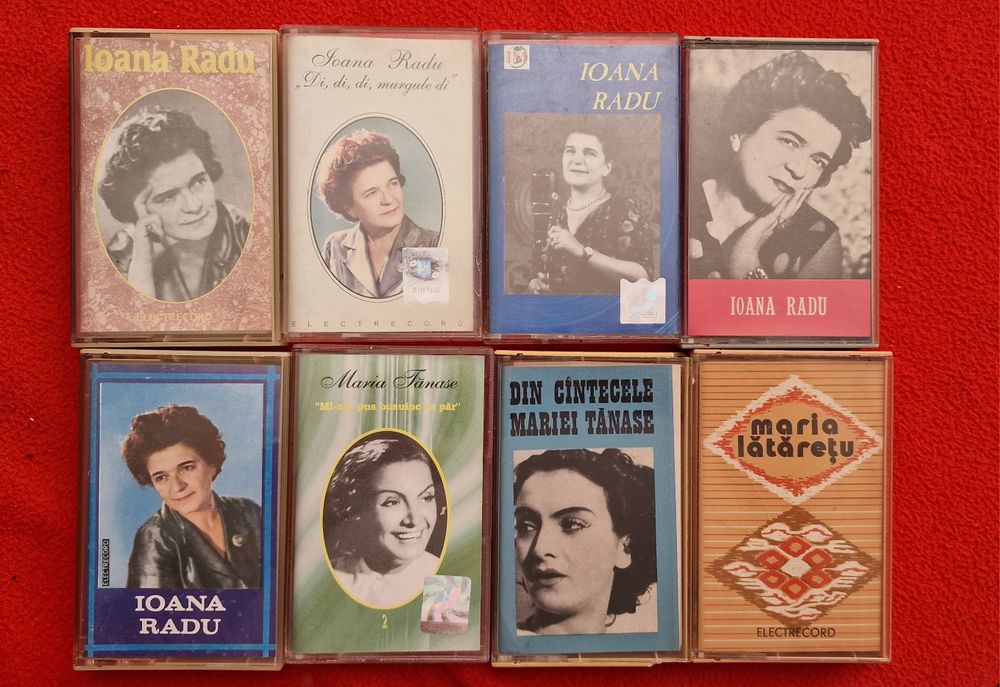 Ioana Radu
ELECTRECORD
Ioana Radu
„Di, di, di, murgule di”
ELECTRECORD
IOANA
RADU
IOANA RADU
ELECTRECORD
IOANA
RADU
Maria Tănase
"Mi-am pus busuioc în păr"
2
DIN CÎNTECELE
MARIEI TĂNASE
maria
lătărețu
ELECTRECORD